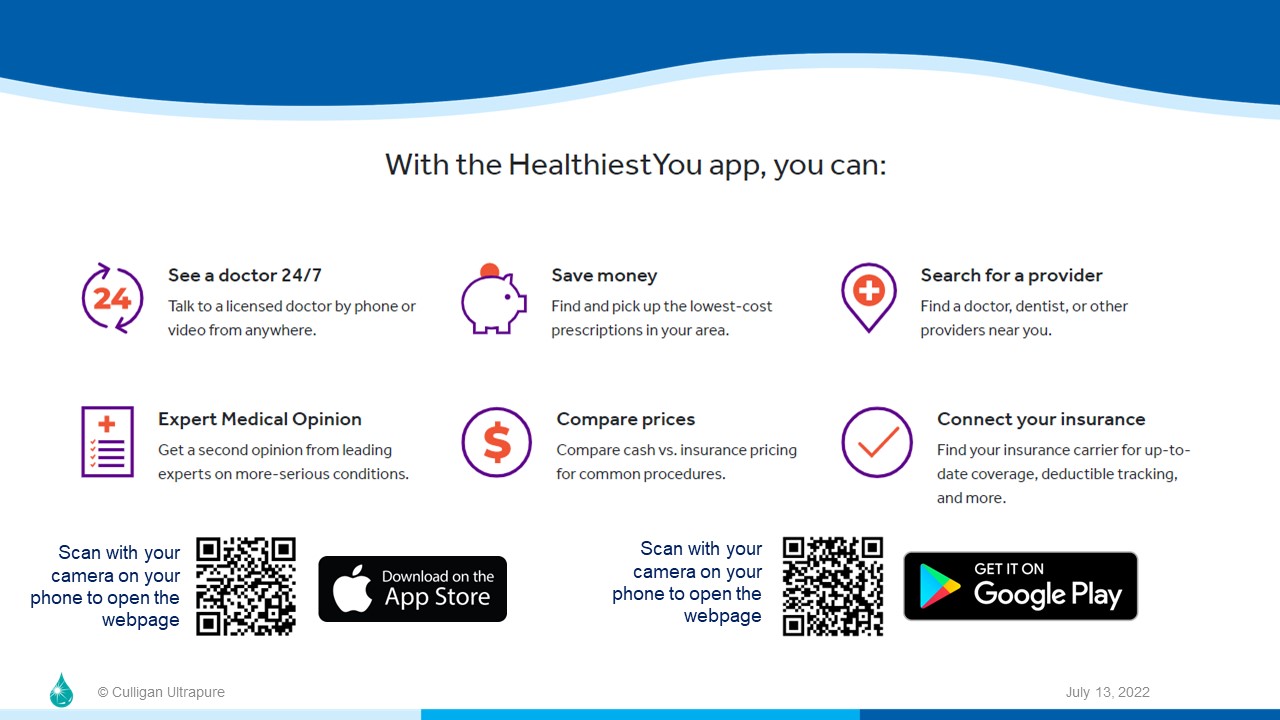 With the HealthiestYou app, you can:
24
See a doctor 24/7
Talk to a licensed doctor by phone or
video from anywhere.
Save money
Find and pick up the lowest-cost
prescriptions in your area.
Search for a provider
Find a doctor, dentist, or other
providers near you.
Expert Medical Opinion
Get a second opinion from leading
experts on more-serious conditions.
$
Compare prices
Compare cash vs. insurance pricing
for common procedures.
Connect your insurance
Find your insurance carrier for up-to-
date coverage, deductible tracking,
and more.
Scan with your
camera on your
phone to open the
webpage
Download on the
App Store
Scan with your
camera on your
phone to open the
webpage
GET IT ON
Google Play
© Culligan Ultrapure
July 13, 2022